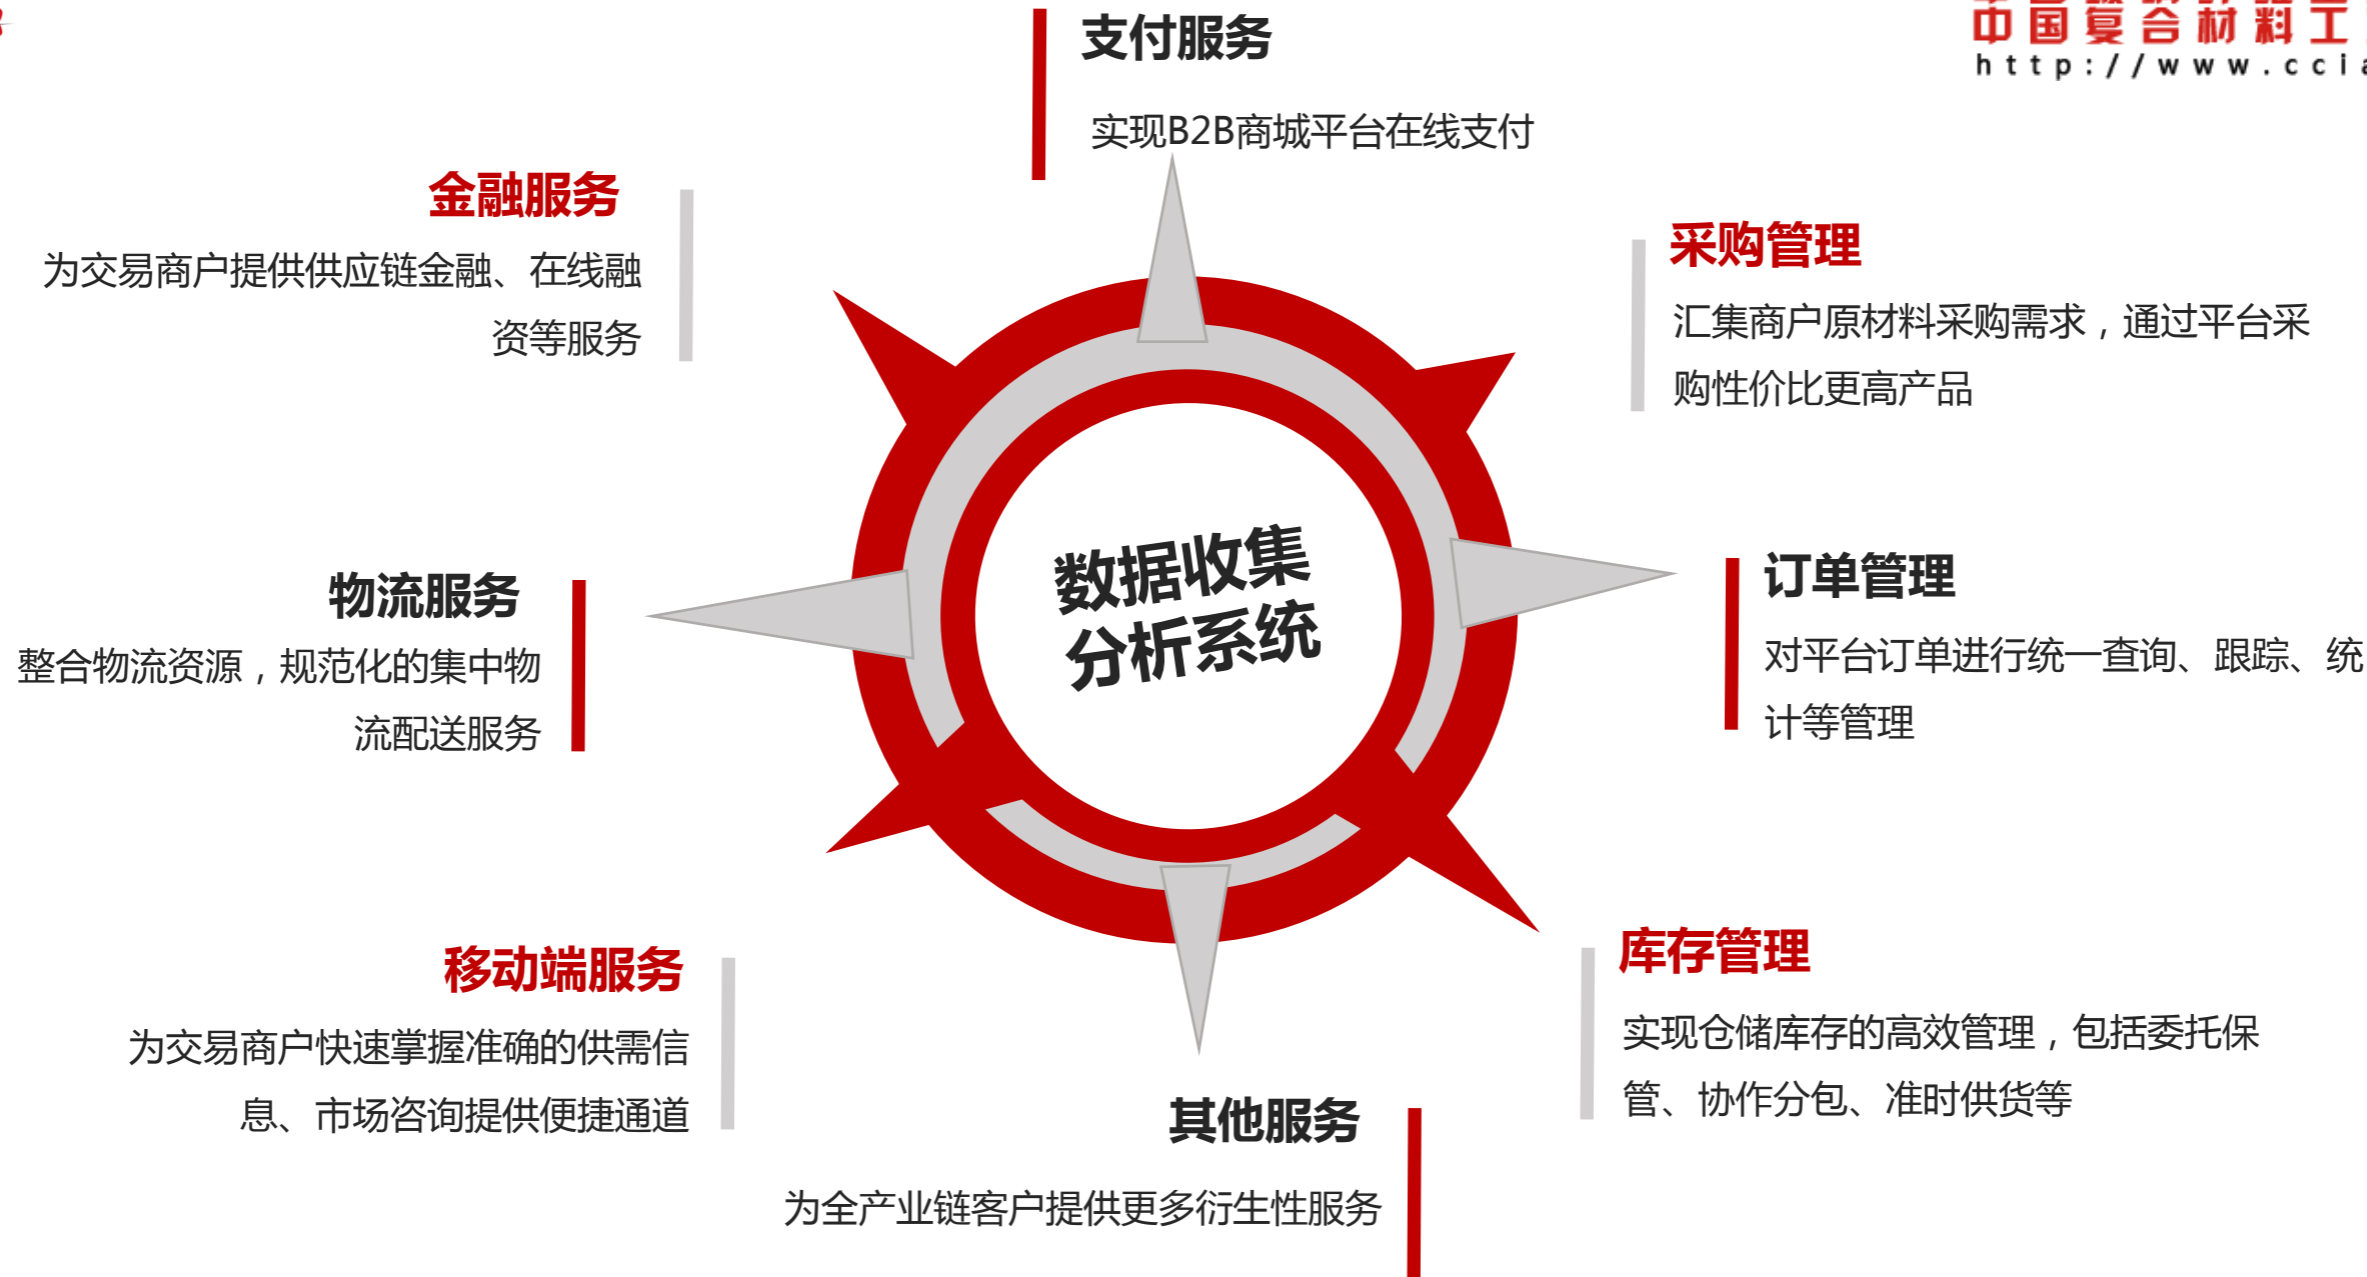 中国复合材料工
http://www.ccia
支付服务
实现B2B商城平台在线支付
金融服务
为交易商户提供供应链金融、在线融
资等服务
采购管理
汇集商户原材料采购需求，通过平台采
购性价比更高产品
物流服务
整合物流资源，规范化的集中物
流配送服务
数据收集
分析系统
订单管理
对平台订单进行统一查询、跟踪、统
计等管理
移动端服务
为交易商户快速掌握准确的供需信
息、市场咨询提供便捷通道
库存管理
实现仓储库存的高效管理，包括委托保
管、协作分包、准时供货等
其他服务
为全产业链客户提供更多衍生性服务